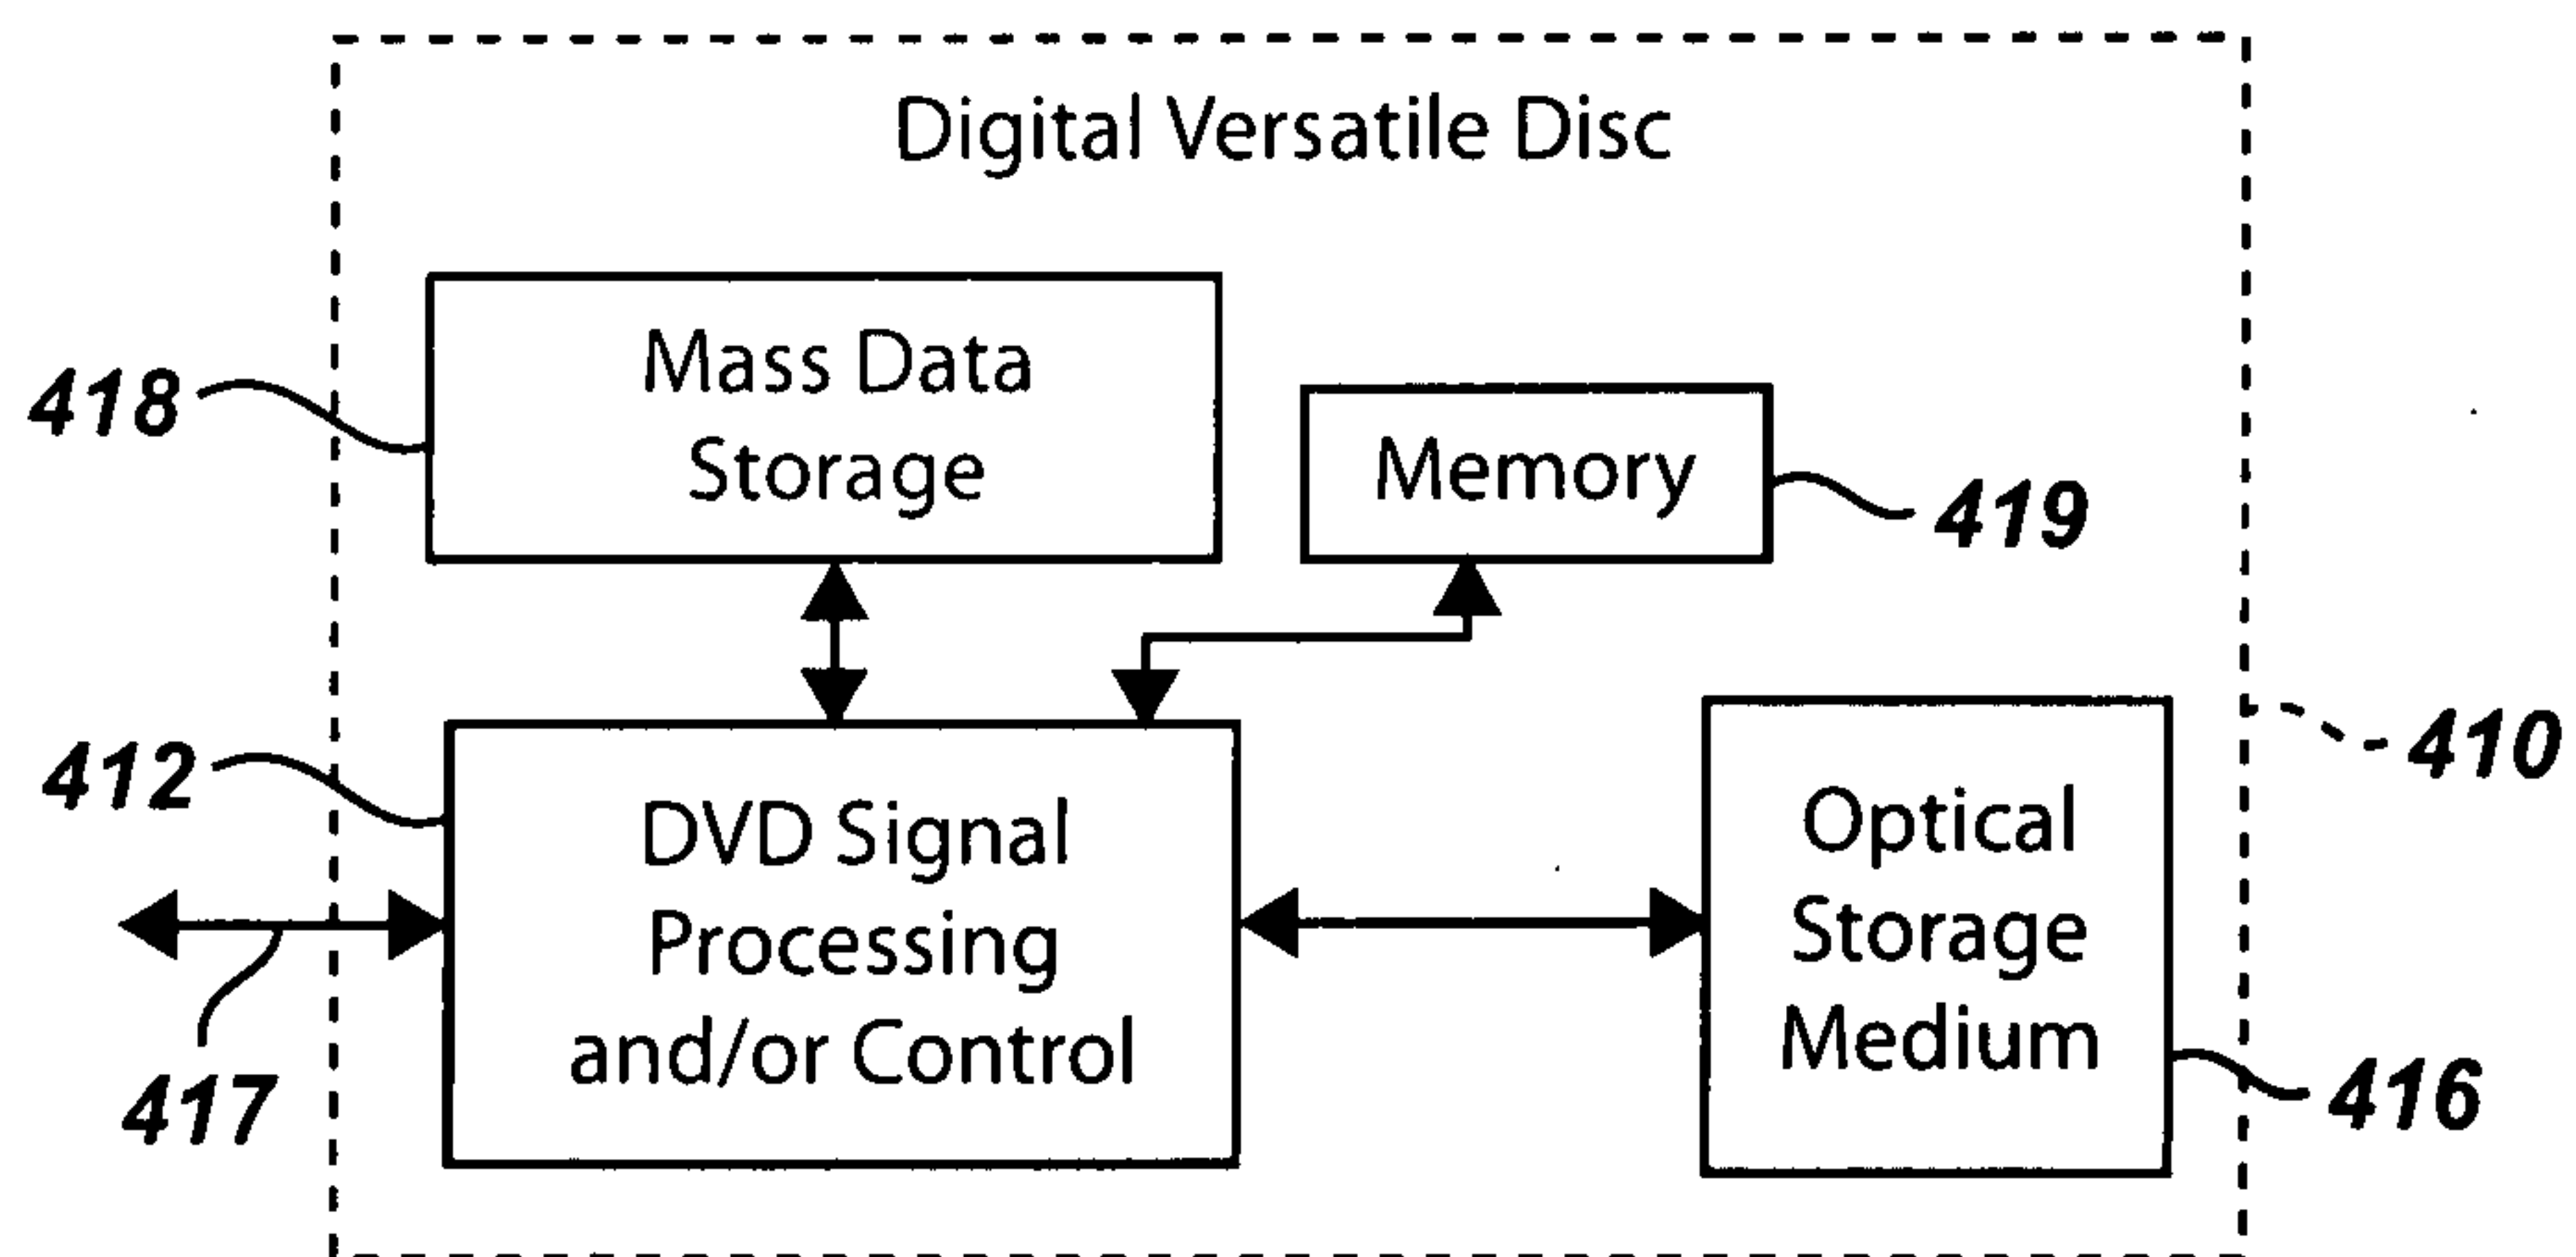 Digital Versatile Disc
Mass Data
Storage
418
Memory
419
412
DVD Signal
Processing
and/or Control
417
Optical
Storage
Medium
410
416